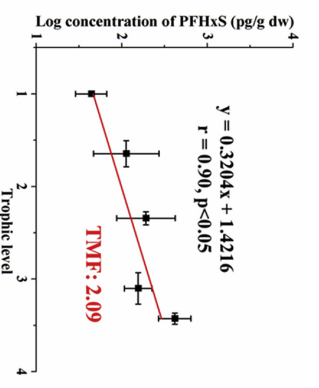 Log concentration of PFHxS (pg/g dw)
1
2
3
4
y = 0.3204x + 1.4216
r = 0.90, p<0.05
TMF: 2.09
1
2
3
4
Trophic level